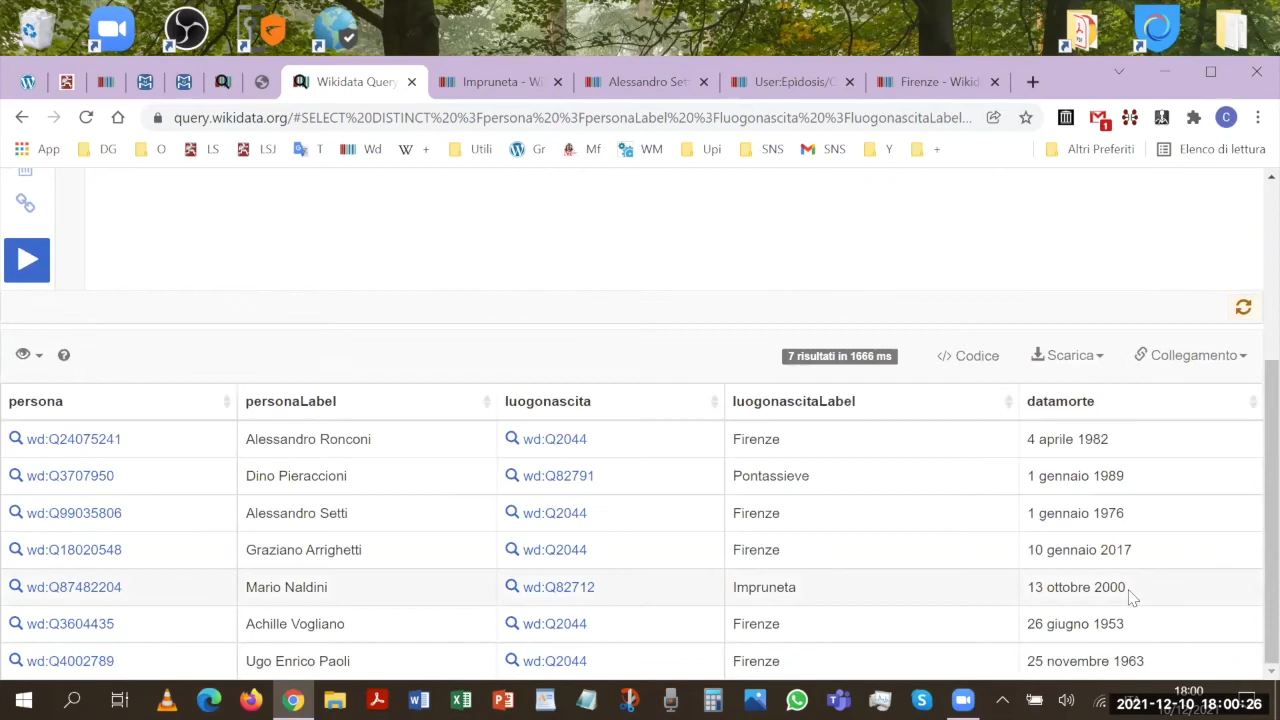 Wikidata Query
Impruneta - Wi
Alessandro Set
User:Epìdosis/C
Firenze - Wikid
query.wikidata.org/#SELECT%20DISTINCT%20%3Fpersona%20%3FpersonaLabel%20%3Fluogonascita%20%3FluogonascitaLabel...
1
C
App
DG
O
LS
LSJ
T
Wd
+
Utili
Gr
Mf
WM
Upi
SNS
SNS
Y
+
Altri Preferiti
Elenco di lettura
7 risultati in 1666 ms
</> Codice
Scarica
Collegamento
persona personaLabel luogonascita luogonascitaLabel datamorte
wd:Q24075241 Alessandro Ronconi wd:Q2044 Firenze 4 aprile 1982
wd:Q3707950 Dino Pieraccioni wd:Q82791 Pontassieve 1 gennaio 1989
wd:Q99035806 Alessandro Setti wd:Q2044 Firenze 1 gennaio 1976
wd:Q18020548 Graziano Arrighetti wd:Q2044 Firenze 10 gennaio 2017
wd:Q87482204 Mario Naldini wd:Q82712 Impruneta 13 ottobre 2000
wd:Q3604435 Achille Vogliano wd:Q2044 Firenze 26 giugno 1953
wd:Q4002789 Ugo Enrico Paoli wd:Q2044 Firenze 25 novembre 1963
18:00
2021-12-10 18:00:26